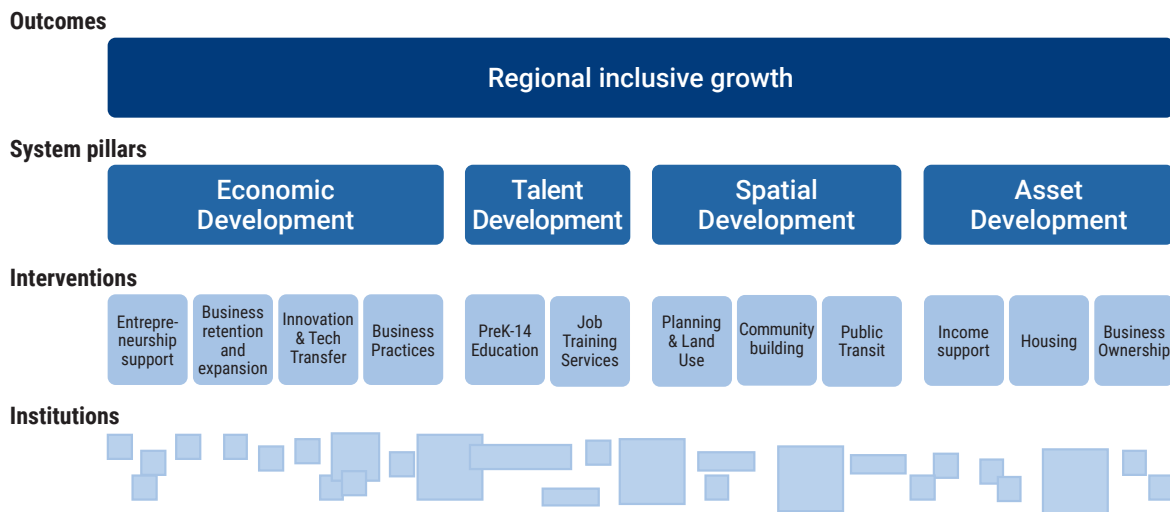 Outcomes
Regional inclusive growth
System pillars
Economic
Development
Talent
Development
Spatial
Development
Asset
Development
Interventions
Entrepre-
neurship
support
Business
retention
and
expansion
Innovation
& Tech
Transfer
Business
Practices
PreK-14
Education
Job
Training
Services
Planning
& Land
Use
Community
building
Public
Transit
Income
support
Housing
Business
Ownership
Institutions